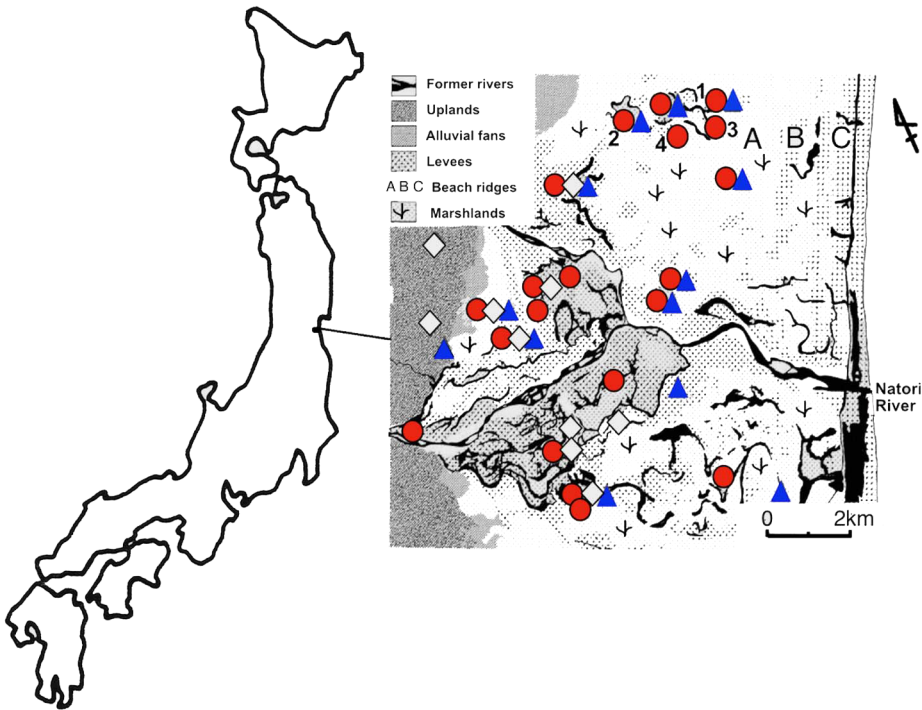 Former rivers
Uplands
Alluvial fans
Levees
A B C Beach ridges
Marshlands
1
2
3
4
A B C
Natori
River
0 2km